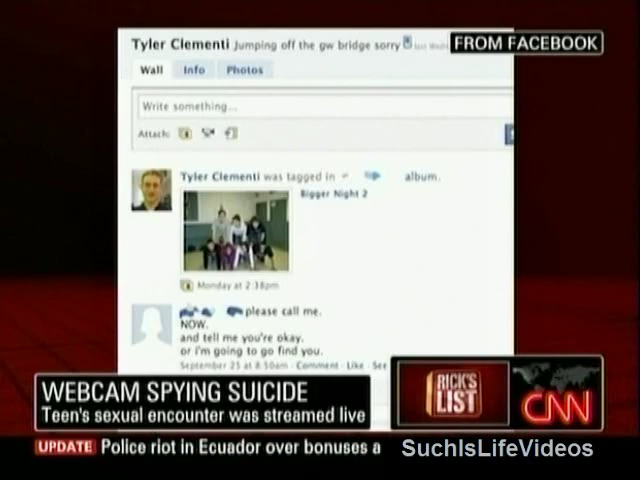 Tyler Clementi Jumping off the gw bridge sorry
FROM FACEBOOK
Wall Info Photos
Write something...
Attach:
Tyler Clementi was tagged in album.
Bigger Night 2
Monday at 2:38pm
please call me.
NOW.
and tell me you're okay.
or i'm going to go find you.
September 25 at 8:50am · Comment · Like · See
WEBCAM SPYING SUICIDE
Teen's sexual encounter was streamed live
RICK'S
LIST
CNN
UPDATE Police riot in Ecuador over bonuses a
SuchIsLifeVideos